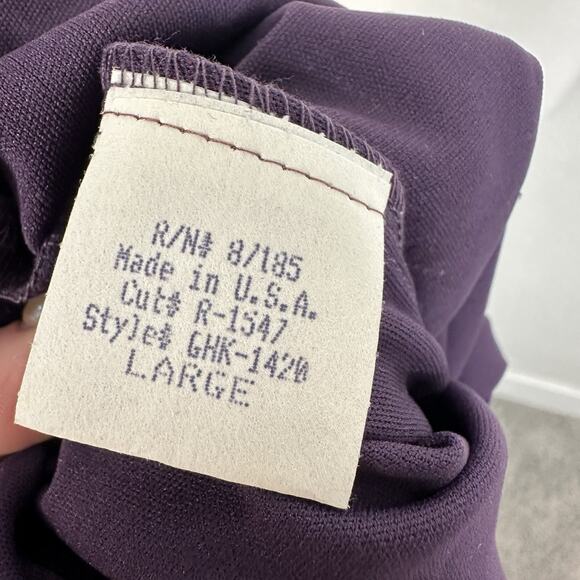 R/N# 8/185
Made in U.S.A.
Cut# R-1547
Style# GHK-1420
LARGE